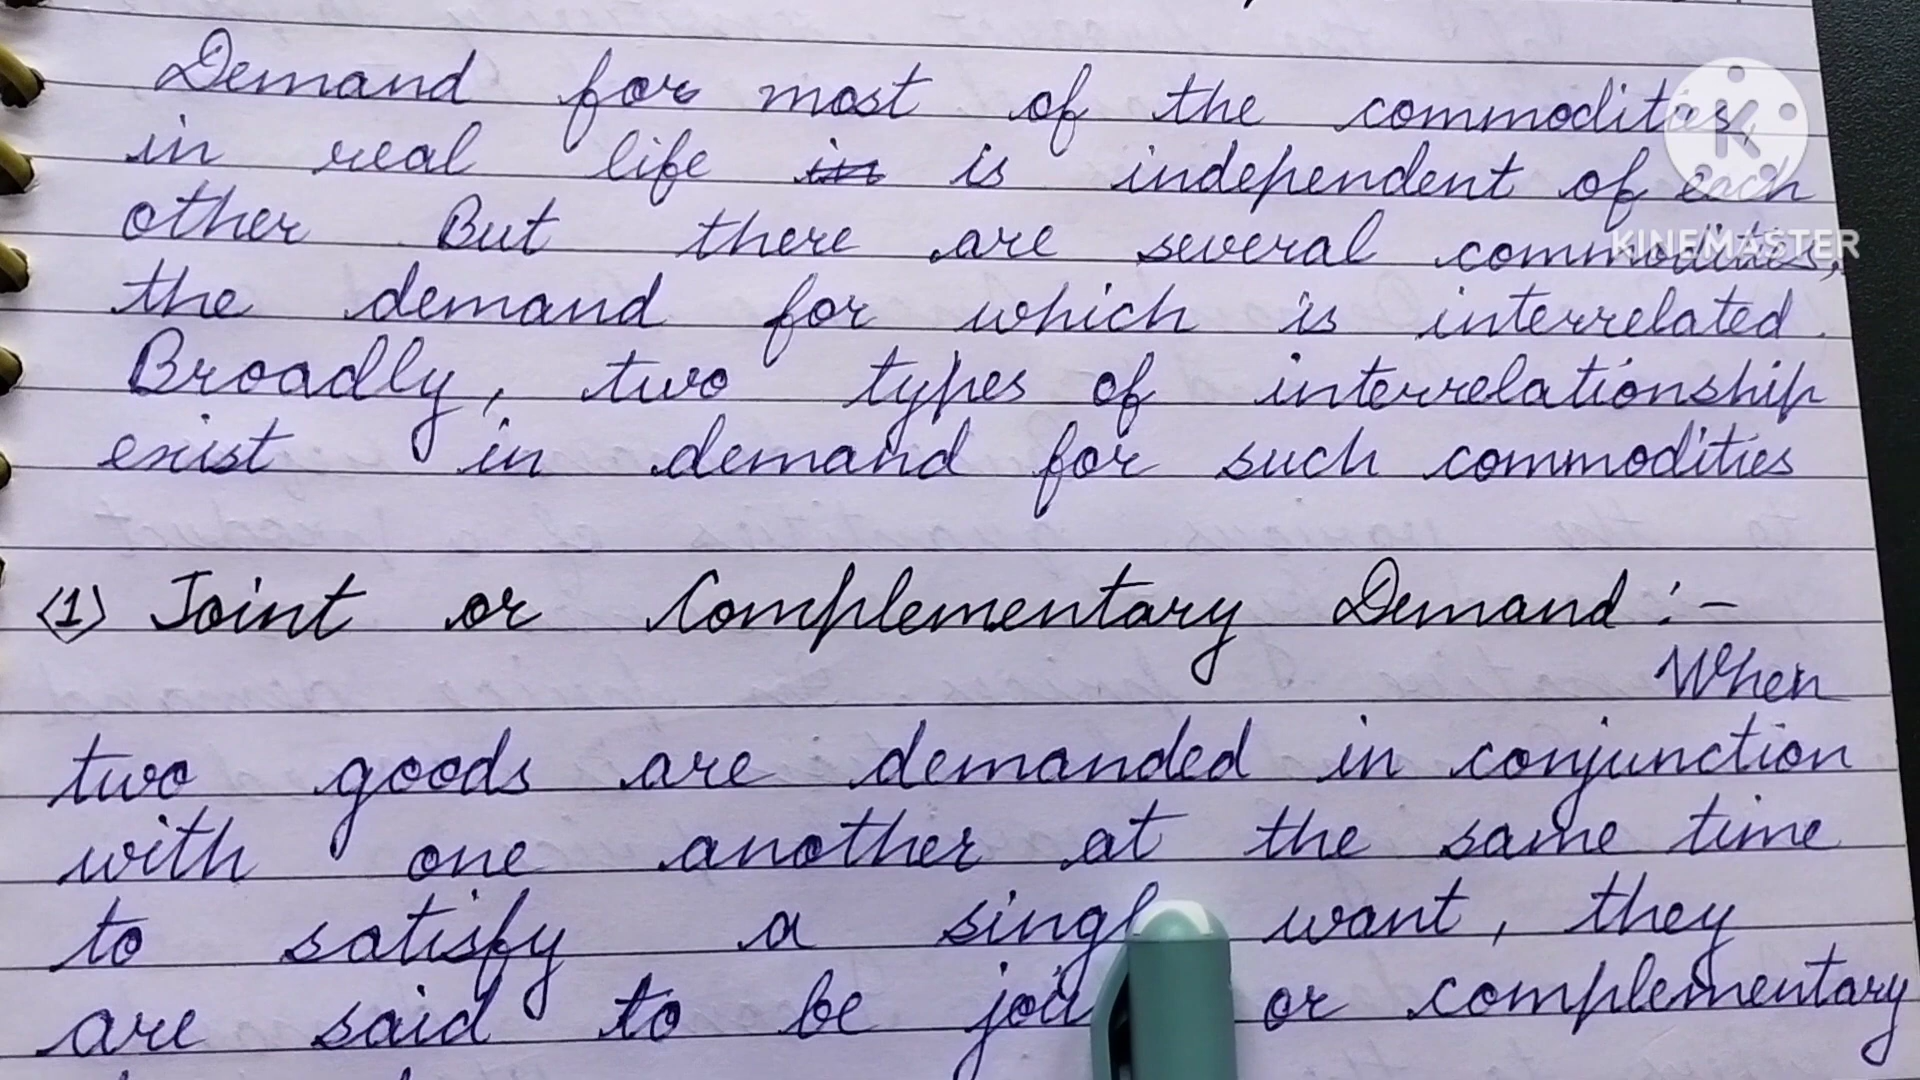 Demand for most of the commodities,
in real life in is independent of each
other But there are several commodities,
the demand for which is interrelated.
Broadly, two types of interrelationship
exist in demand for such commodities
(1) Joint or Complementary Demand :-
When
two goods are demanded in conjunction
with one another at the same time
to satisfy a singl want, they
are said to be joi or complementary
KINEMASTER